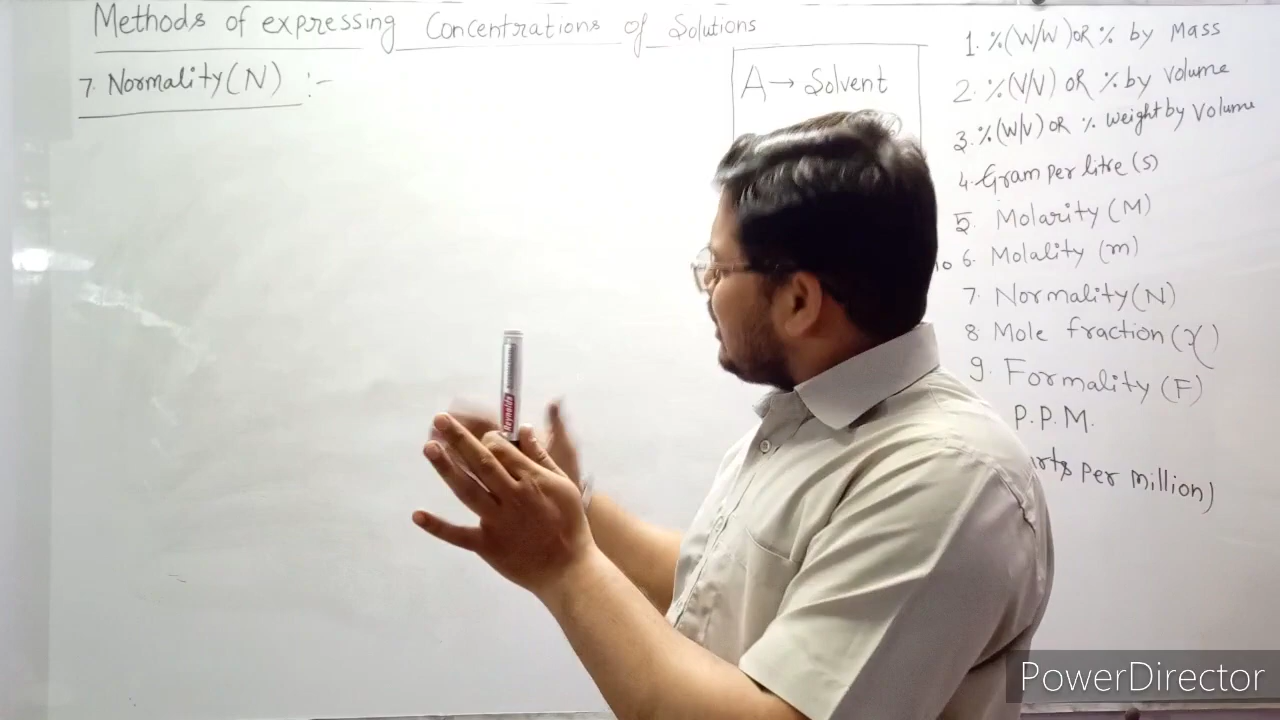 Methods of expressing Concentrations of Solutions
7. Normality (N) :-
A → Solvent
1. %(W/W) OR % by Mass
2. %(V/V) OR % by Volume
3. %(W/V) OR % weight by Volume
4. Gram per litre (s)
5. Molarity (M)
6. Molality (m)
7. Normality (N)
8. Mole fraction (χ)
9. Formality (F)
P.P.M.
per million)
Reynolds
PowerDirector